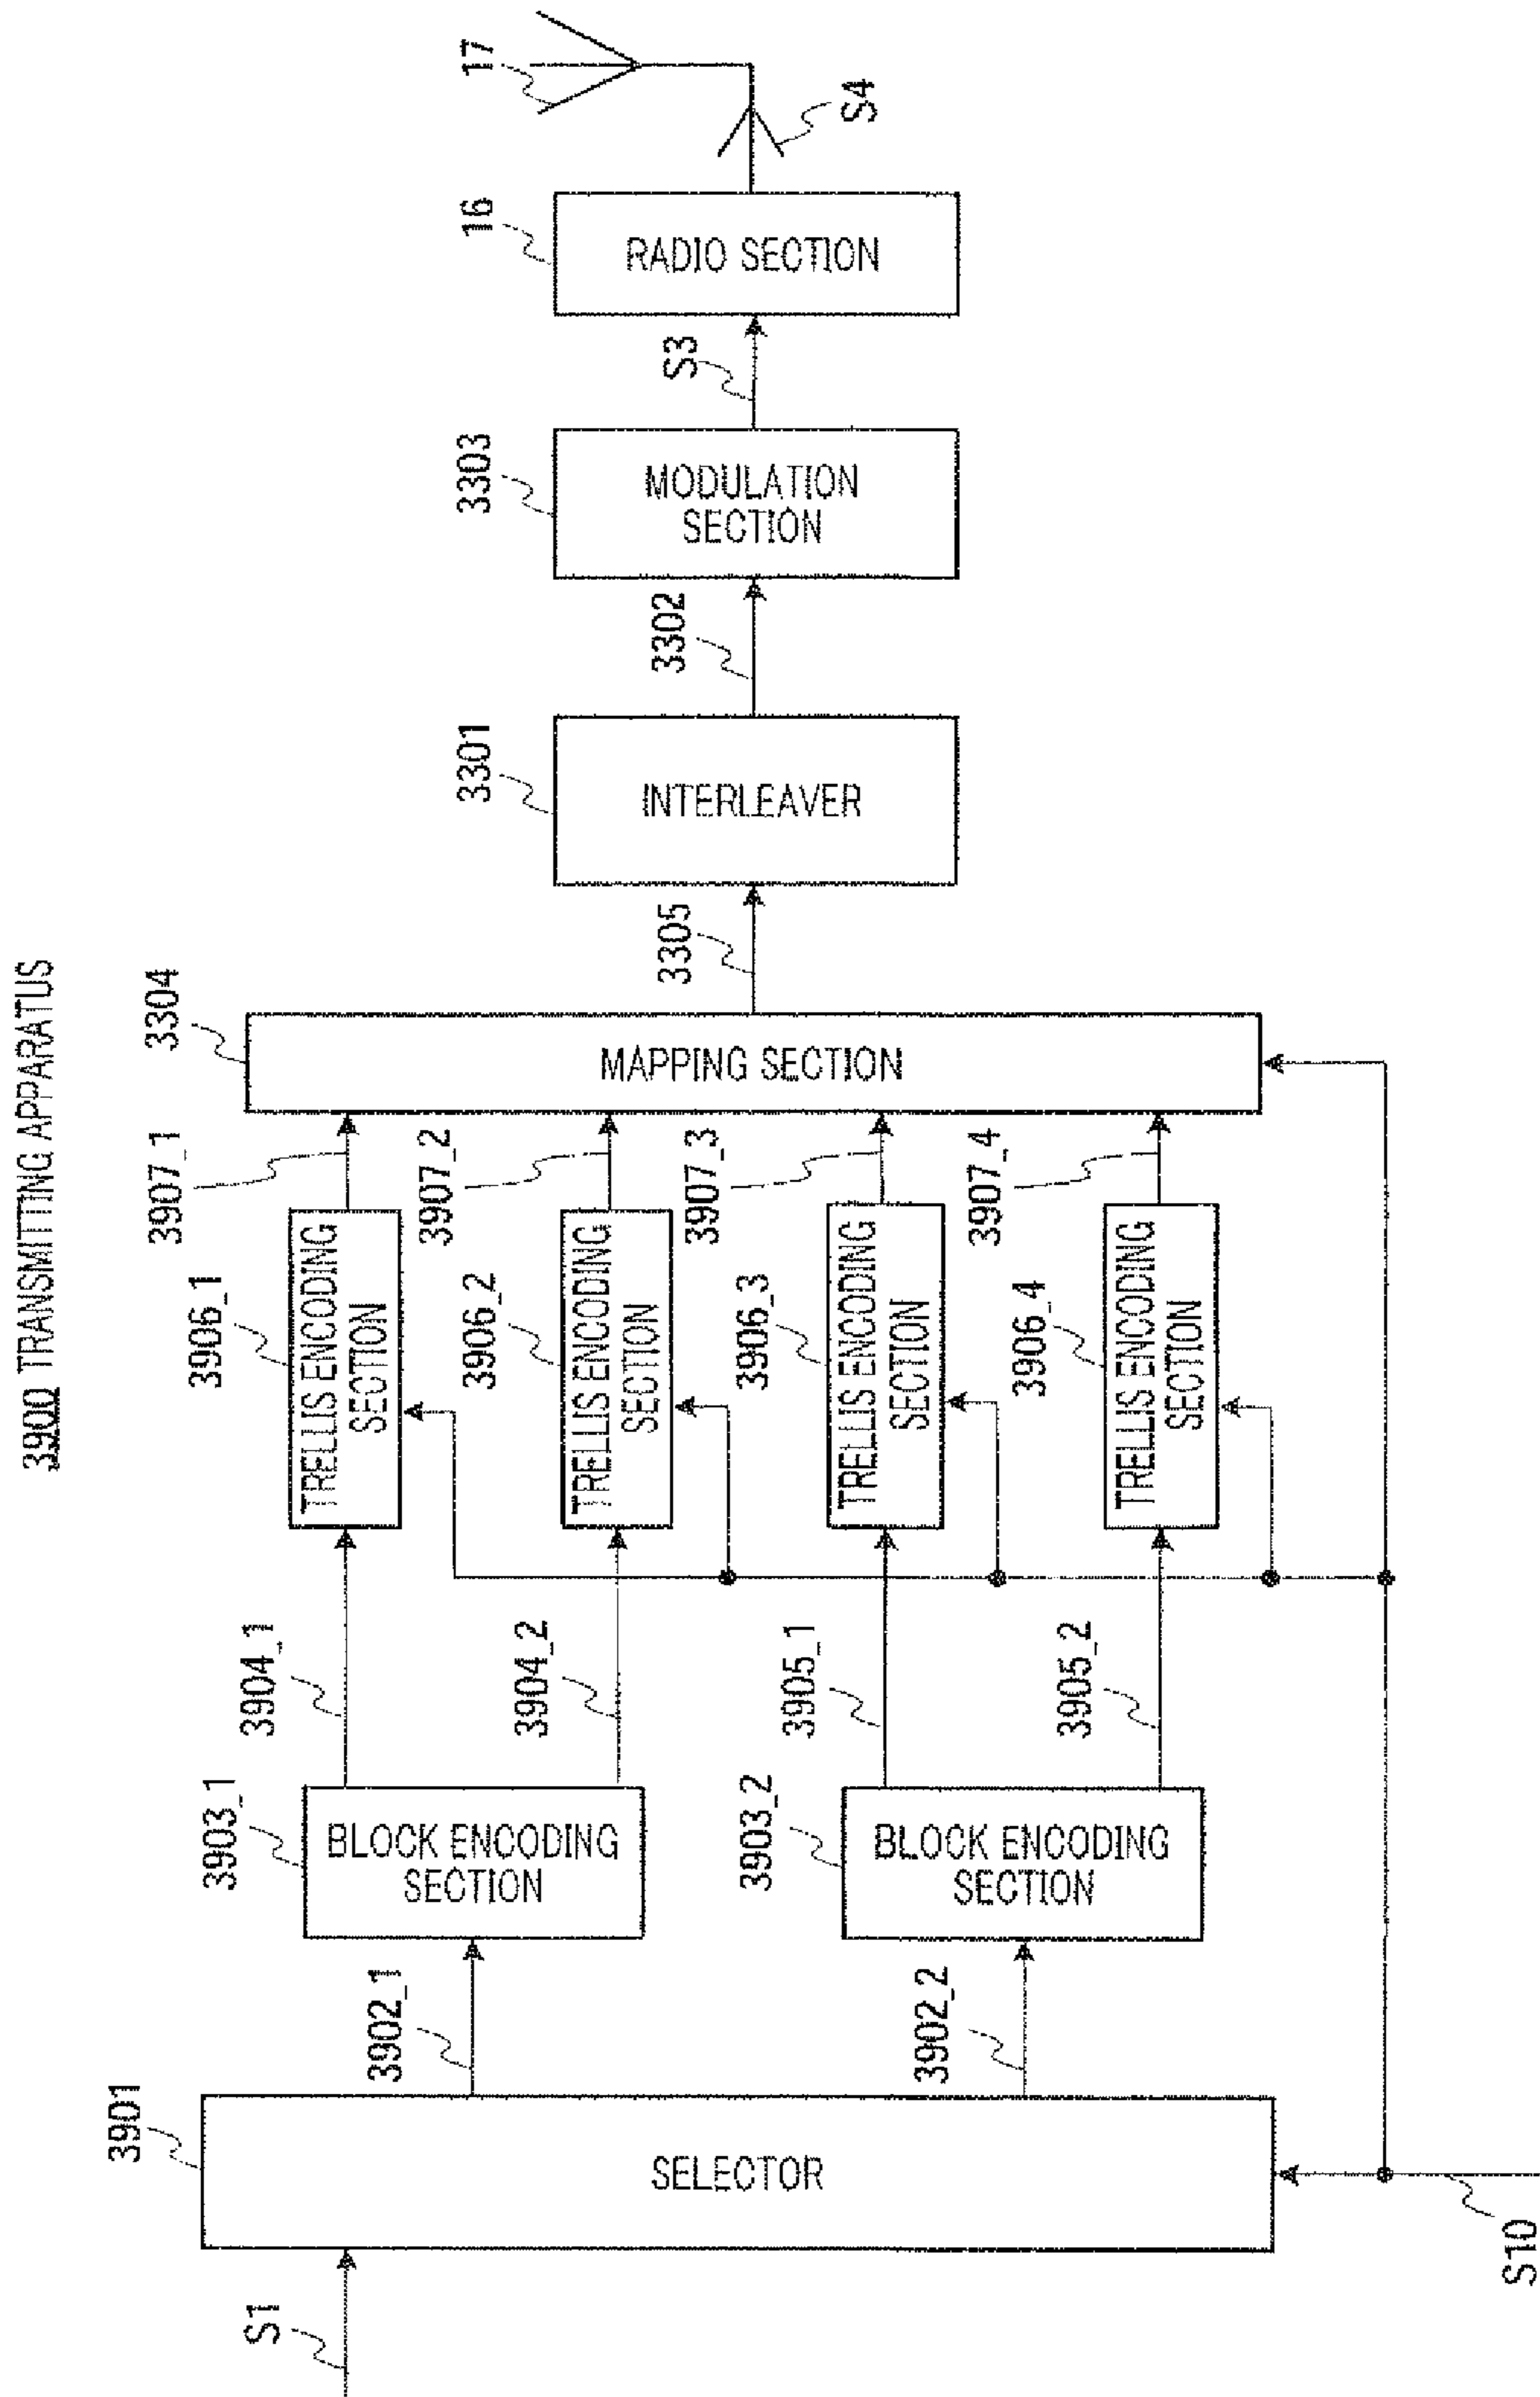 3900 TRANSMITTING APPARATUS
S1
3901
SELECTOR
S10
3902_1
3902_2
3903_1
BLOCK ENCODING
SECTION
3903_2
BLOCK ENCODING
SECTION
3904_1
3904_2
3905_1
3905_2
3906_1
TRELLIS ENCODING
SECTION
3906_2
TRELLIS ENCODING
SECTION
3906_3
TRELLIS ENCODING
SECTION
3906_4
TRELLIS ENCODING
SECTION
3907_1
3907_2
3907_3
3907_4
3304
MAPPING SECTION
3305
3301
INTERLEAVER
3302
3303
MODULATION
SECTION
S3
16
RADIO SECTION
S4
17